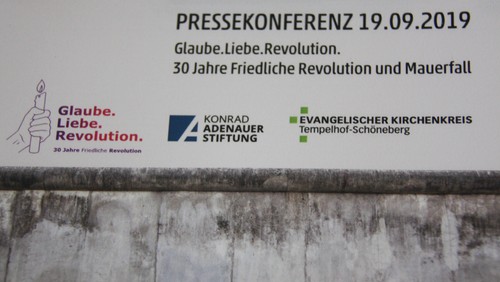 PRESSEKONFERENZ 19.09.2019
Glaube.Liebe.Revolution.
30 Jahre Friedliche Revolution und Mauerfall
Glaube.
Liebe.
Revolution.
30 Jahre Friedliche Revolution
KONRAD
ADENAUER
STIFTUNG
EVANGELISCHER KIRCHENKREIS
Tempelhof-Schöneberg